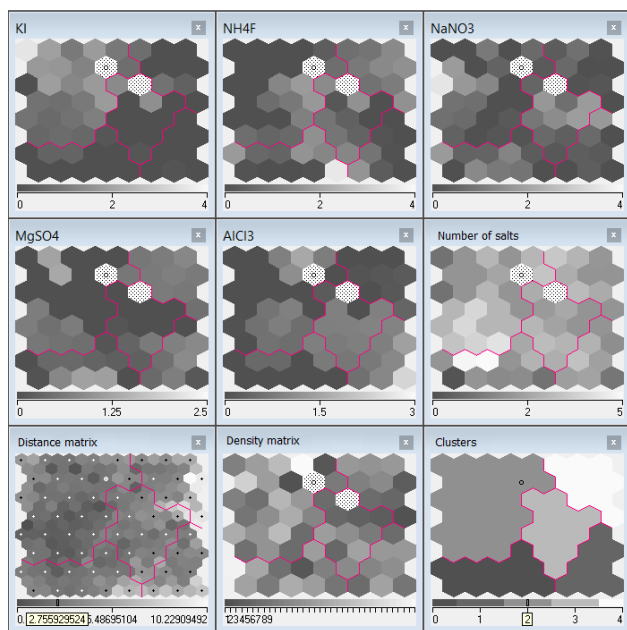 KI x
NH4F x
NaNO3 x
0 2 4
0 2 4
0 2 4
MgSO4 x
AlCl3 x
Number of salts x
0 1.25 2.5
0 1.5 3
0 2 5
Distance matrix x
Density matrix x
Clusters x
0. 2.755929524 5.48695104 10.22909492
123456789
0 1 2 3 4